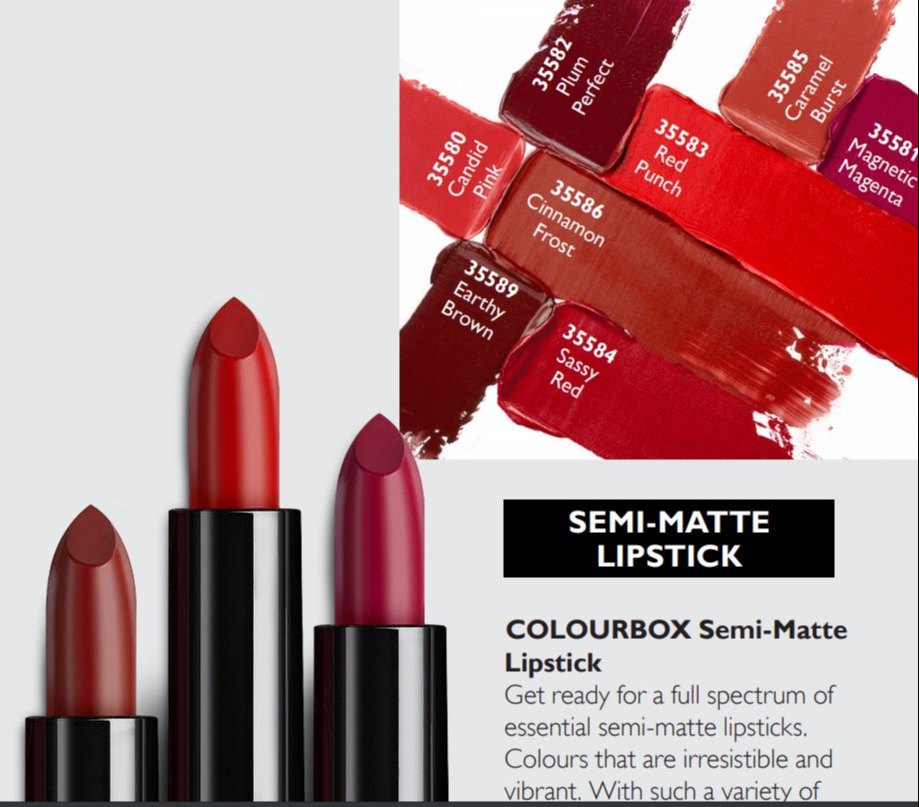 35582
Plum
Perfect
35585
Caramel
Burst
35580
Candid
Pink
35583
Red
Punch
35581
Magnetic
Magenta
35586
Cinnamon
Frost
35589
Earthy
Brown
35584
Sassy
Red
SEMI-MATTE
LIPSTICK
COLOURBOX Semi-Matte
Lipstick
Get ready for a full spectrum of
essential semi-matte lipsticks.
Colours that are irresistible and
vibrant. With such a variety of